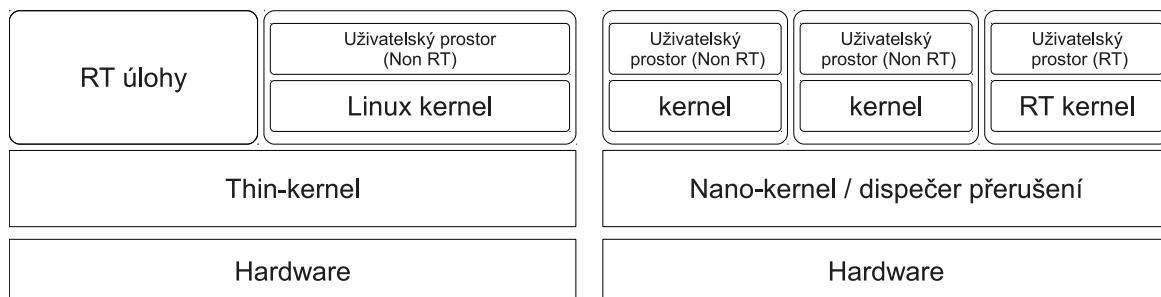 RT úlohy
Uživatelský prostor
(Non RT)
Linux kernel
Thin-kernel
Hardware
Uživatelský
prostor (Non RT)
kernel
Uživatelský
prostor (Non RT)
kernel
Uživatelský
prostor (RT)
RT kernel
Nano-kernel / dispečer přerušení
Hardware